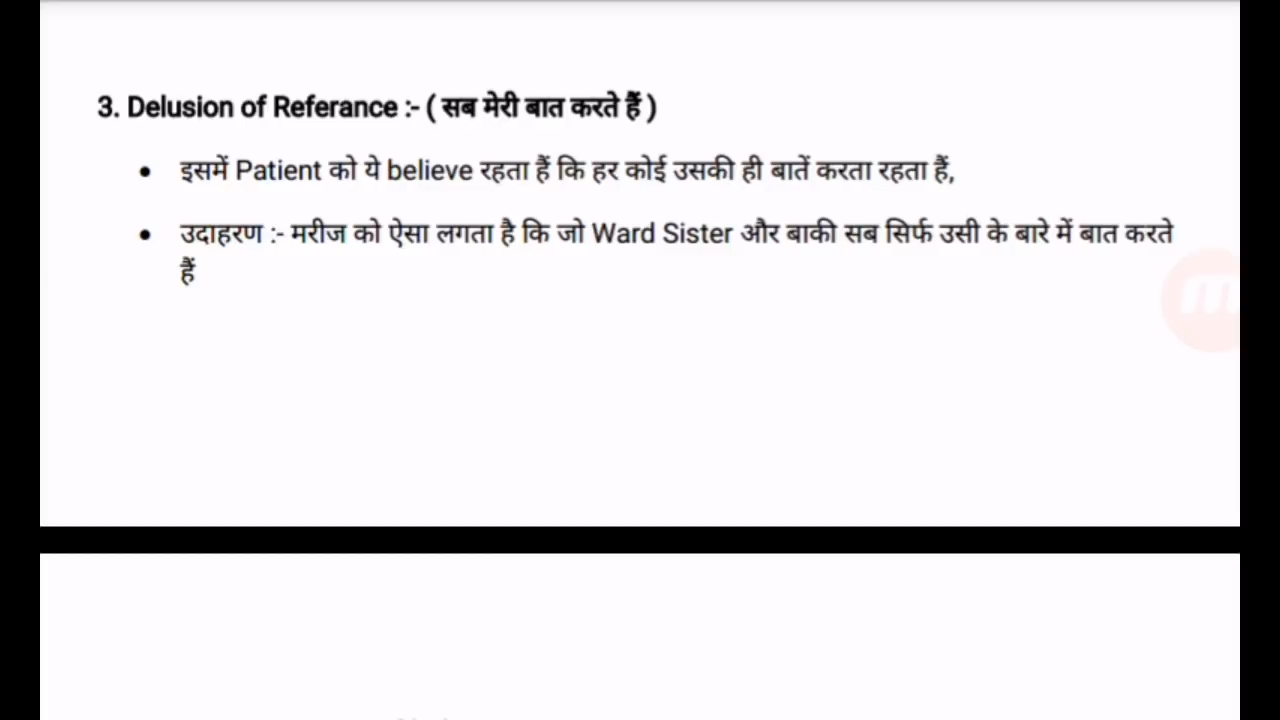 3. Delusion of Referance :- ( सब मेरी बात करते हैं )
• इसमें Patient को ये believe रहता हैं कि हर कोई उसकी ही बातें करता रहता हैं,
• उदाहरण :- मरीज को ऐसा लगता है कि जो Ward Sister और बाकी सब सिर्फ उसी के बारे में बात करते
हैं